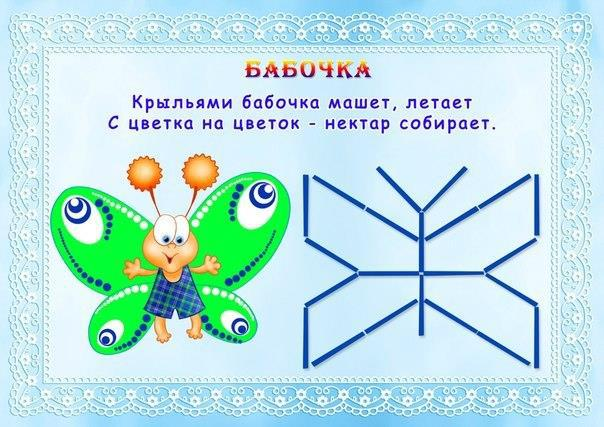 БАБОЧКА
Крыльями бабочка машет, летает
С цветка на цветок - нектар собирает.